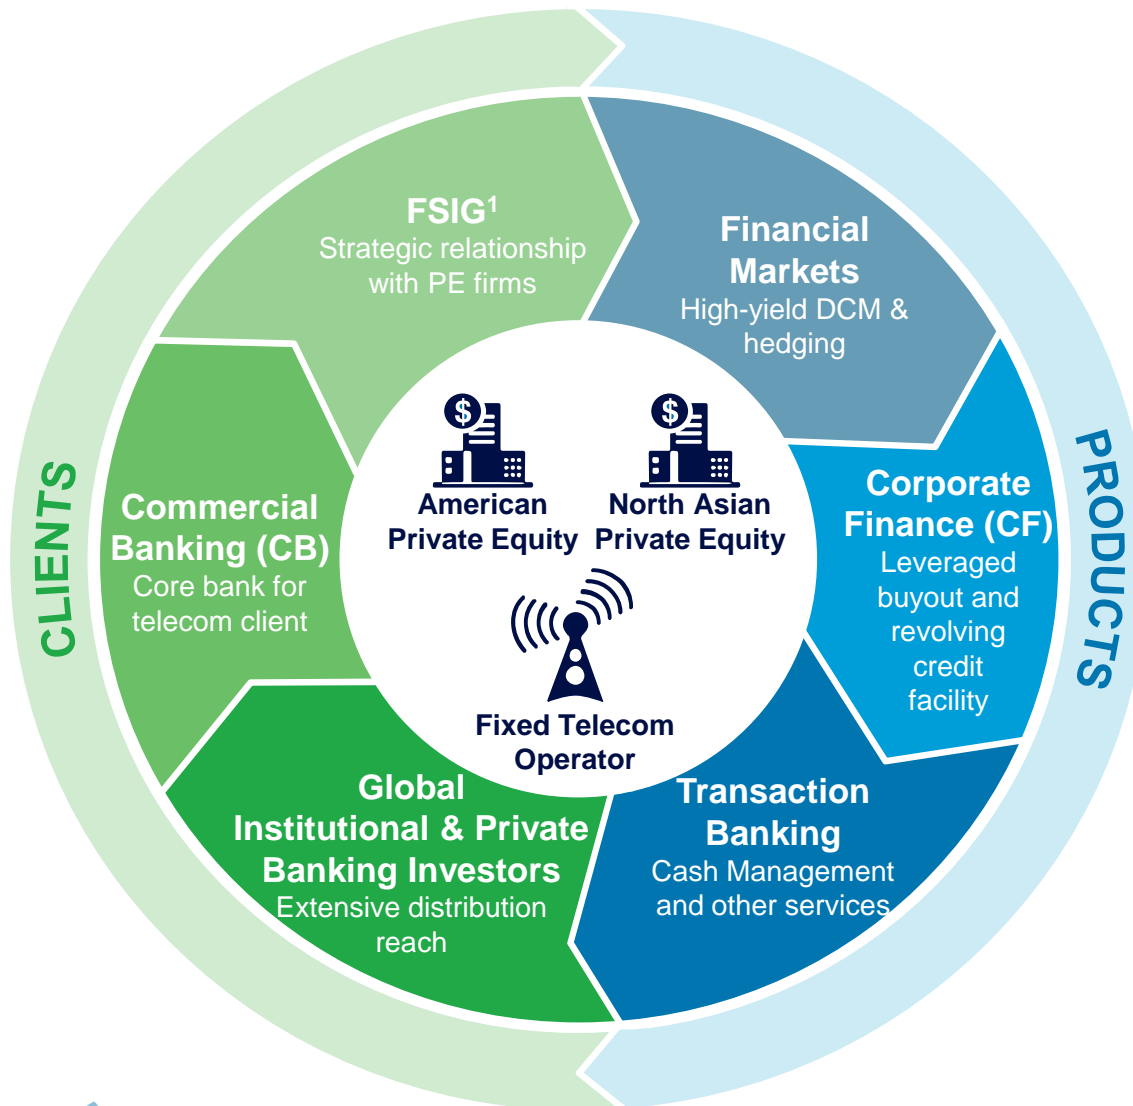 FSIG¹
Strategic relationship
with PE firms
Financial
Markets
High-yield DCM &
hedging
Corporate
Finance (CF)
Leveraged
buyout and
revolving
credit
facility
Transaction
Banking
Cash Management
and other services
Global
Institutional & Private
Banking Investors
Extensive distribution
reach
Commercial
Banking (CB)
Core bank for
telecom client
CLIENTS
PRODUCTS
$
American
Private Equity
$
North Asian
Private Equity
Fixed Telecom
Operator